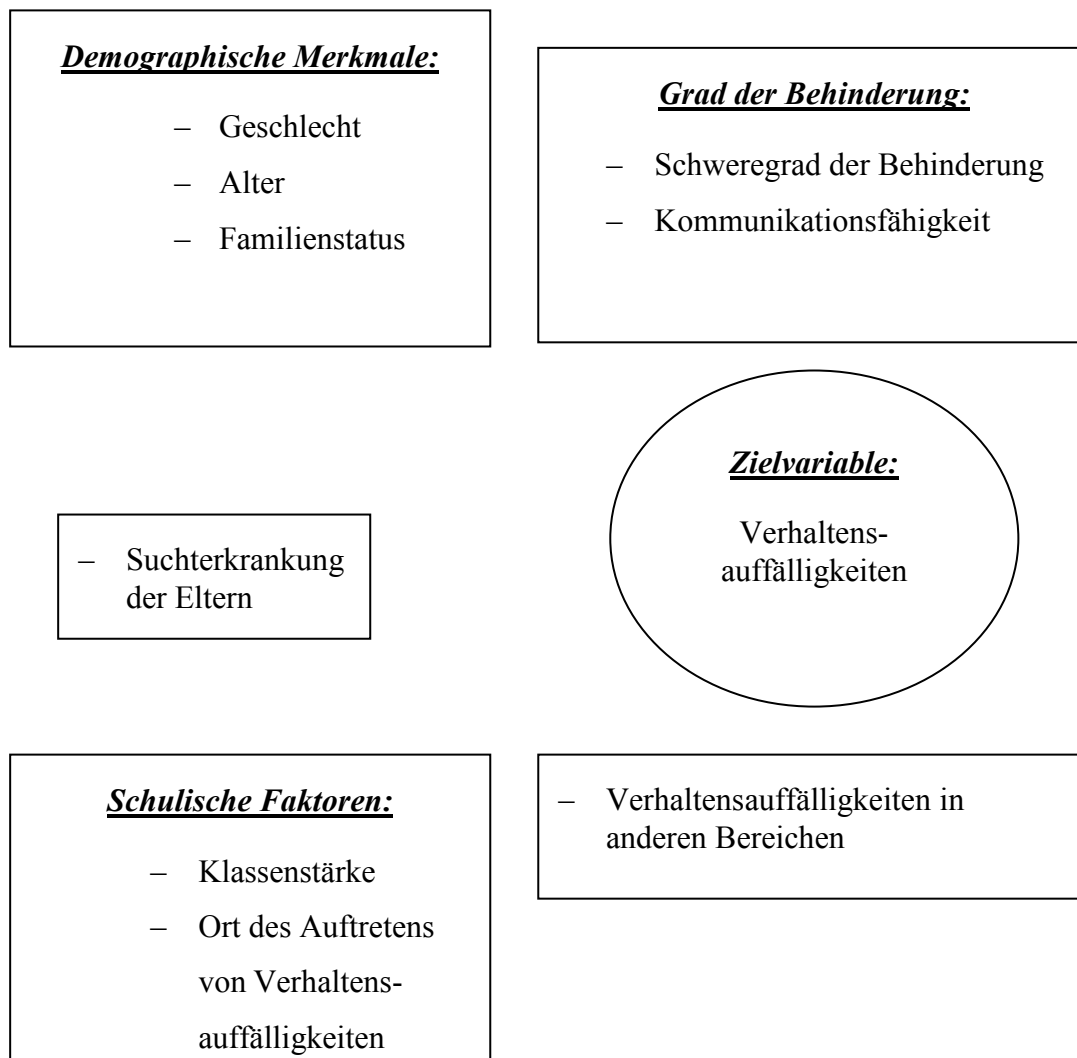 Demographische Merkmale:
– Geschlecht
– Alter
– Familienstatus
Grad der Behinderung:
– Schweregrad der Behinderung
– Kommunikationsfähigkeit
Zielvariable:
Verhaltens-
auffälligkeiten
– Suchterkrankung
der Eltern
Schulische Faktoren:
– Klassenstärke
– Ort des Auftretens
von Verhaltens-
auffälligkeiten
– Verhaltensauffälligkeiten in
anderen Bereichen